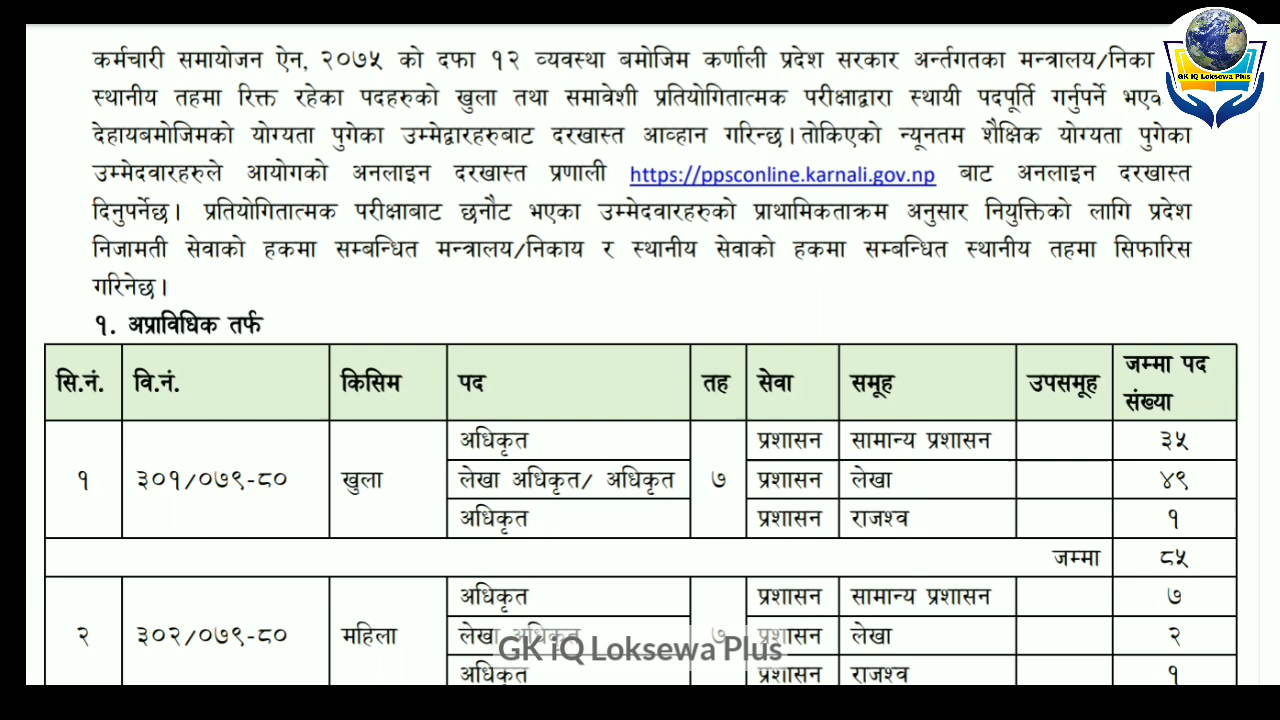 कर्मचारी समायोजन ऐन, २०७५ को दफा १२ व्यवस्था बमोजिम कर्णाली प्रदेश सरकार अर्न्तगतका मन्त्रालय/निका
स्थानीय तहमा रिक्त रहेका पदहरुको खुला तथा समावेशी प्रतियोगितात्मक परीक्षाद्वारा स्थायी पदपूर्ति गर्नुपर्ने
देहायबमोजिमको योग्यता पुगेका उम्मेद्वारहरुबाट दरखास्त आव्हान गरिन्छ। तोकिएको न्यूनतम शैक्षिक योग्यता पुगेका
उम्मेदवारहरुले आयोगको अनलाइन दरखास्त प्रणाली https://ppsconline.karnali.gov.np बाट अनलाइन दरखास्त
दिनुपर्नेछ। प्रतियोगितात्मक परीक्षाबाट छनौट भएका उम्मेदवारहरुको प्राथामिकताक्रम अनुसार नियुक्तिको लागि प्रदेश
निजामती सेवाको हकमा सम्बन्धित मन्त्रालय/निकाय र स्थानीय सेवाको हकमा सम्बन्धित स्थानीय तहमा सिफारिस
गरिनेछ।
१. अप्राविधिक तर्फ
सि.नं. वि.नं. किसिम पद तह सेवा समूह उपसमूह जम्मा पद संख्या
१ ३०१/०७९-८० खुला अधिकृत ७ प्रशासन सामान्य प्रशासन ३५
लेखा अधिकृत/ अधिकृत प्रशासन लेखा ४९
अधिकृत प्रशासन राजश्व १
जम्मा ८५
२ ३०२/०७९-८० महिला अधिकृत ७ प्रशासन सामान्य प्रशासन ७
लेखा अधिकृत प्रशासन लेखा २
अधिकृत प्रशासन राजश्व १
GK iQ Loksewa Plus
GK IQ Loksewa Plus